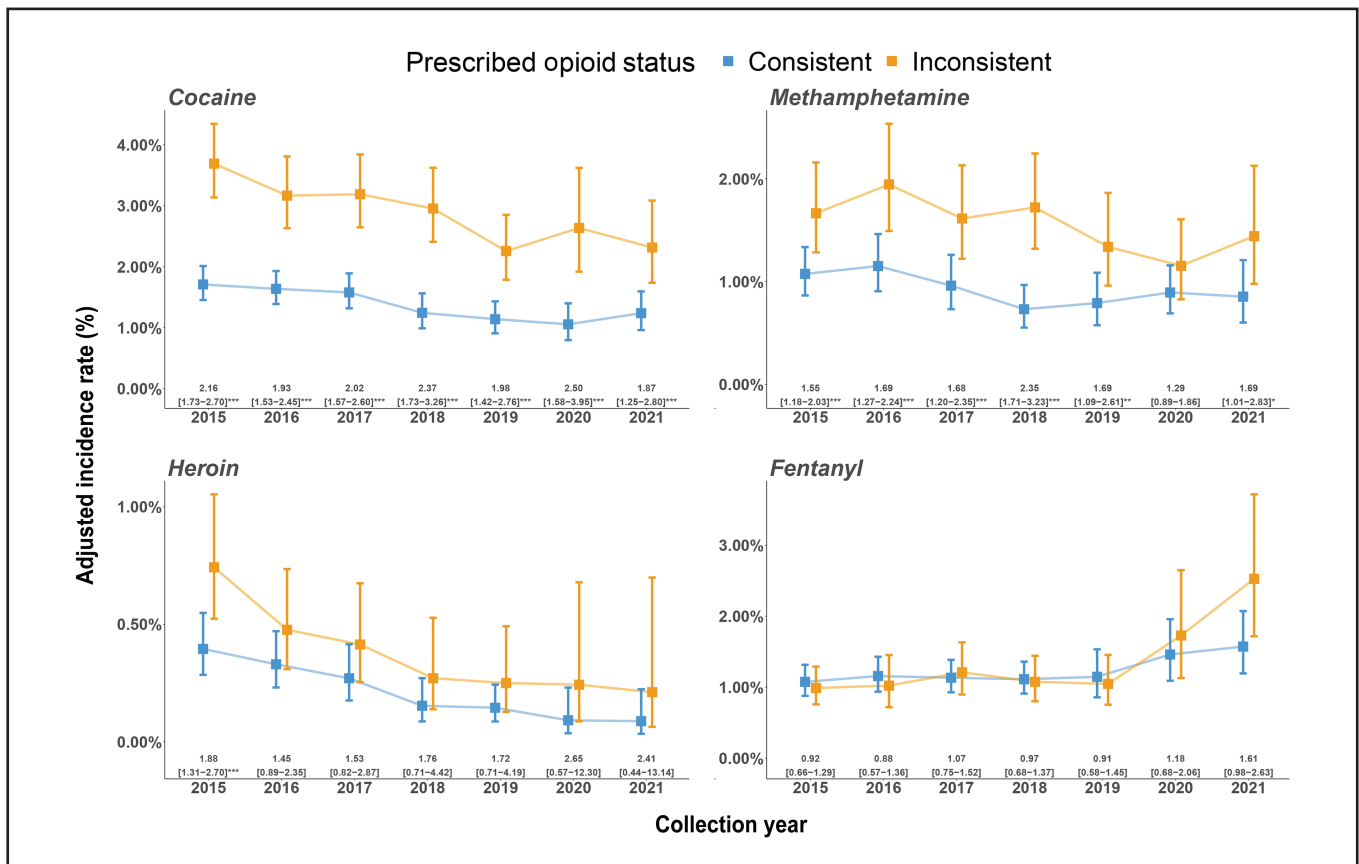 Prescribed opioid status Consistent Inconsistent
Cocaine
4.00%
3.00%
2.00%
1.00%
0.00%
2.16 1.93 2.02 2.37 1.98 2.50 1.87
[1.73−2.70]*** [1.53−2.45]*** [1.57−2.60]*** [1.73−3.26]*** [1.42−2.76]*** [1.58−3.95]*** [1.25−2.80]***
2015 2016 2017 2018 2019 2020 2021
Methamphetamine
2.00%
1.00%
0.00%
1.55 1.69 1.68 2.35 1.69 1.29 1.69
[1.18−2.03]*** [1.27−2.24]*** [1.20−2.35]*** [1.71−3.23]*** [1.09−2.61]** [0.89−1.86] [1.01−2.83]*
2015 2016 2017 2018 2019 2020 2021
Adjusted incidence rate (%)
Heroin
1.00%
0.50%
0.00%
1.88 1.45 1.53 1.76 1.72 2.65 2.41
[1.31−2.70]*** [0.89−2.35] [0.82−2.87] [0.71−4.42] [0.71−4.19] [0.57−12.30] [0.44−13.14]
2015 2016 2017 2018 2019 2020 2021
Fentanyl
3.00%
2.00%
1.00%
0.00%
0.92 0.88 1.07 0.97 0.91 1.18 1.61
[0.66−1.29] [0.57−1.36] [0.75−1.52] [0.68−1.37] [0.58−1.45] [0.68−2.06] [0.98−2.63]
2015 2016 2017 2018 2019 2020 2021
Collection year